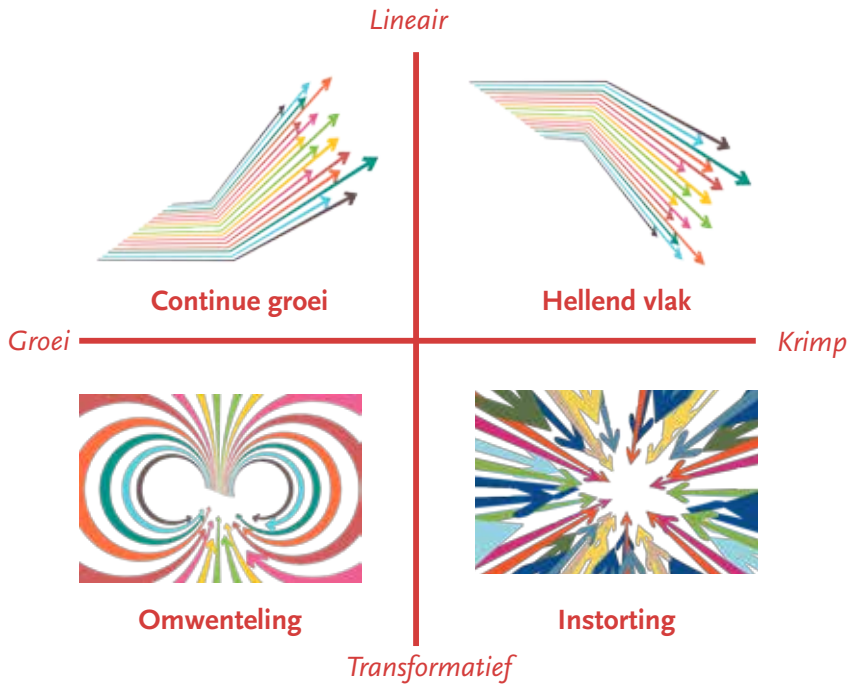 Lineair
Continue groei
Hellend vlak
Groei
Krimp
Omwenteling
Instorting
Transformatief